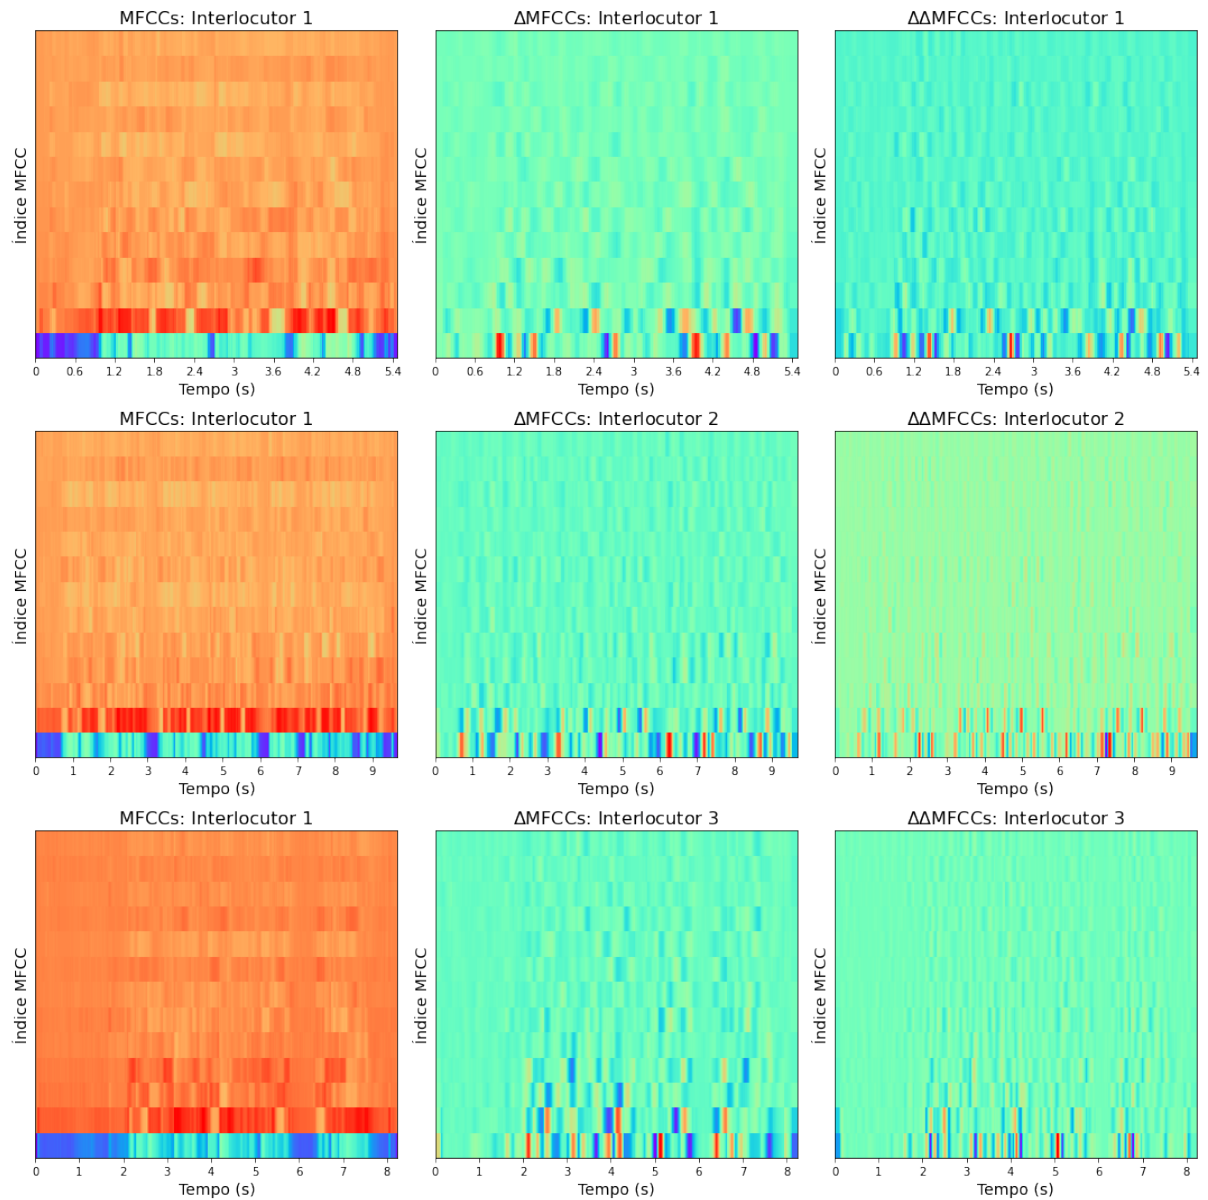 MFCCs: Interlocutor 1
ΔMFCCs: Interlocutor 1
ΔΔMFCCs: Interlocutor 1
Índice MFCC
Índice MFCC
Índice MFCC
0 0.6 1.2 1.8 2.4 3 3.6 4.2 4.8 5.4
0 0.6 1.2 1.8 2.4 3 3.6 4.2 4.8 5.4
0 0.6 1.2 1.8 2.4 3 3.6 4.2 4.8 5.4
Tempo (s)
Tempo (s)
Tempo (s)
MFCCs: Interlocutor 1
ΔMFCCs: Interlocutor 2
ΔΔMFCCs: Interlocutor 2
Índice MFCC
Índice MFCC
Índice MFCC
0 1 2 3 4 5 6 7 8 9
0 1 2 3 4 5 6 7 8 9
0 1 2 3 4 5 6 7 8 9
Tempo (s)
Tempo (s)
Tempo (s)
MFCCs: Interlocutor 1
ΔMFCCs: Interlocutor 3
ΔΔMFCCs: Interlocutor 3
Índice MFCC
Índice MFCC
Índice MFCC
0 1 2 3 4 5 6 7 8
0 1 2 3 4 5 6 7 8
0 1 2 3 4 5 6 7 8
Tempo (s)
Tempo (s)
Tempo (s)